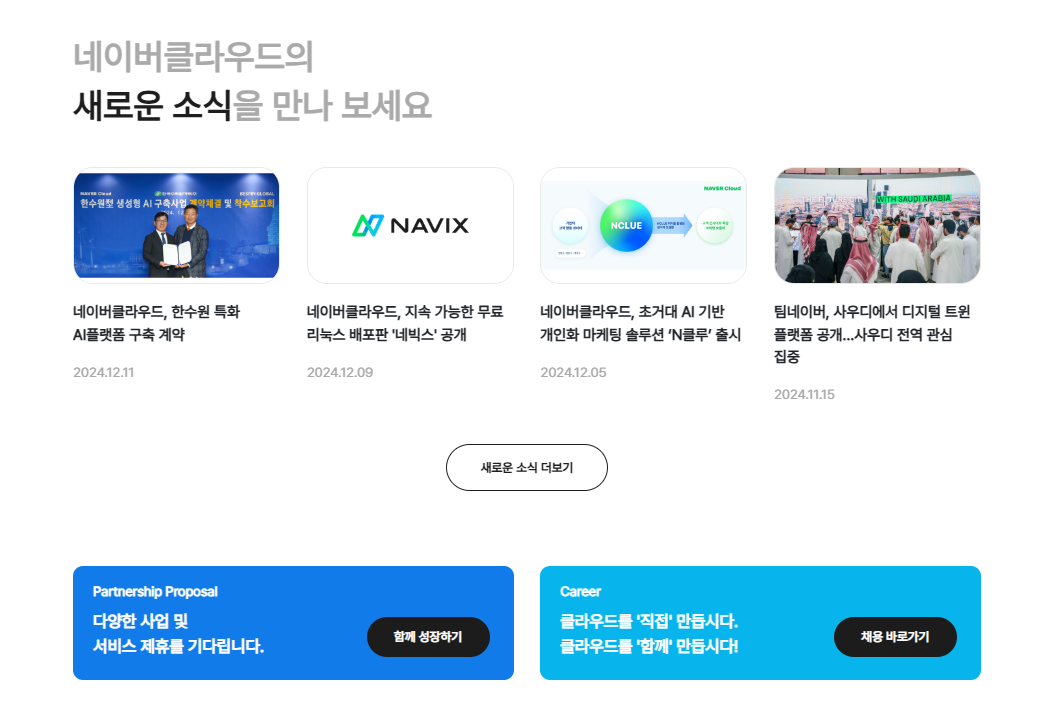 네이버클라우드의
새로운 소식을 만나 보세요
NAVER Cloud
한수원형 생성형 AI 구축사업 계약체결 및 착수보고회
NAVIX
NAVER Cloud
NCLUE
WITH SAUDI ARABIA
네이버클라우드, 한수원 특화
AI플랫폼 구축 계약
2024.12.11
네이버클라우드, 지속 가능한 무료
리눅스 배포판 '네빅스' 공개
2024.12.09
네이버클라우드, 초거대 AI 기반
개인화 마케팅 솔루션 ‘N클루’ 출시
2024.12.05
팀네이버, 사우디에서 디지털 트윈
플랫폼 공개...사우디 전역 관심
집중
2024.11.15
새로운 소식 더보기
Partnership Proposal
다양한 사업 및
서비스 제휴를 기다립니다.
함께 성장하기
Career
클라우드를 '직접' 만듭시다.
클라우드를 '함께' 만듭시다!
채용 바로가기